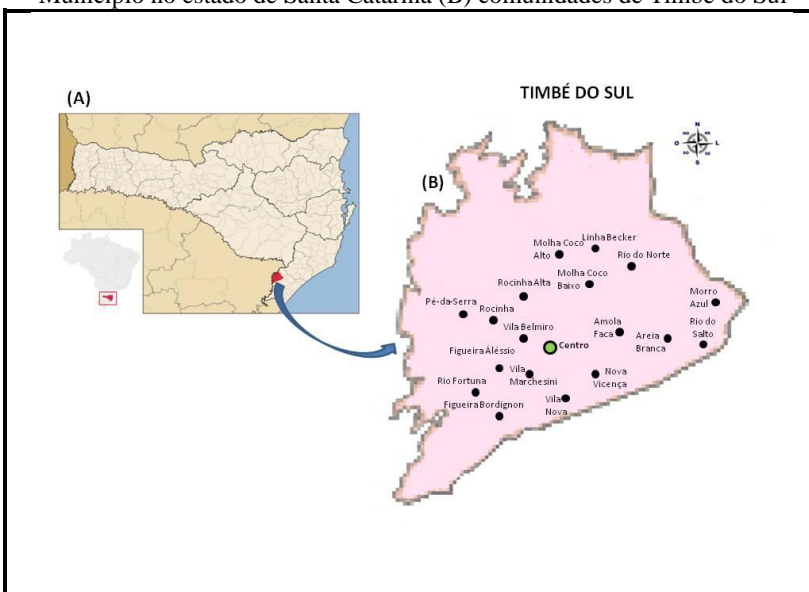 Município no estado de Santa Catarina (B) comunidades de Timbé do Sul
(A)
TIMBÉ DO SUL
N
O
L
S
(B)
Molha Coco
Alto
Linha Becker
Rio do Norte
Molha Coco
Baixo
Rocinha Alta
Morro
Azul
Pé-da-Serra
Rocinha
Vila Belmiro
Amola
Faca
Areia
Branca
Rio do
Salto
Centro
Figueira Aléssio
Vila
Marchesini
Nova
Vicença
Rio Fortuna
Figueira Bordignon
Vila
Nova